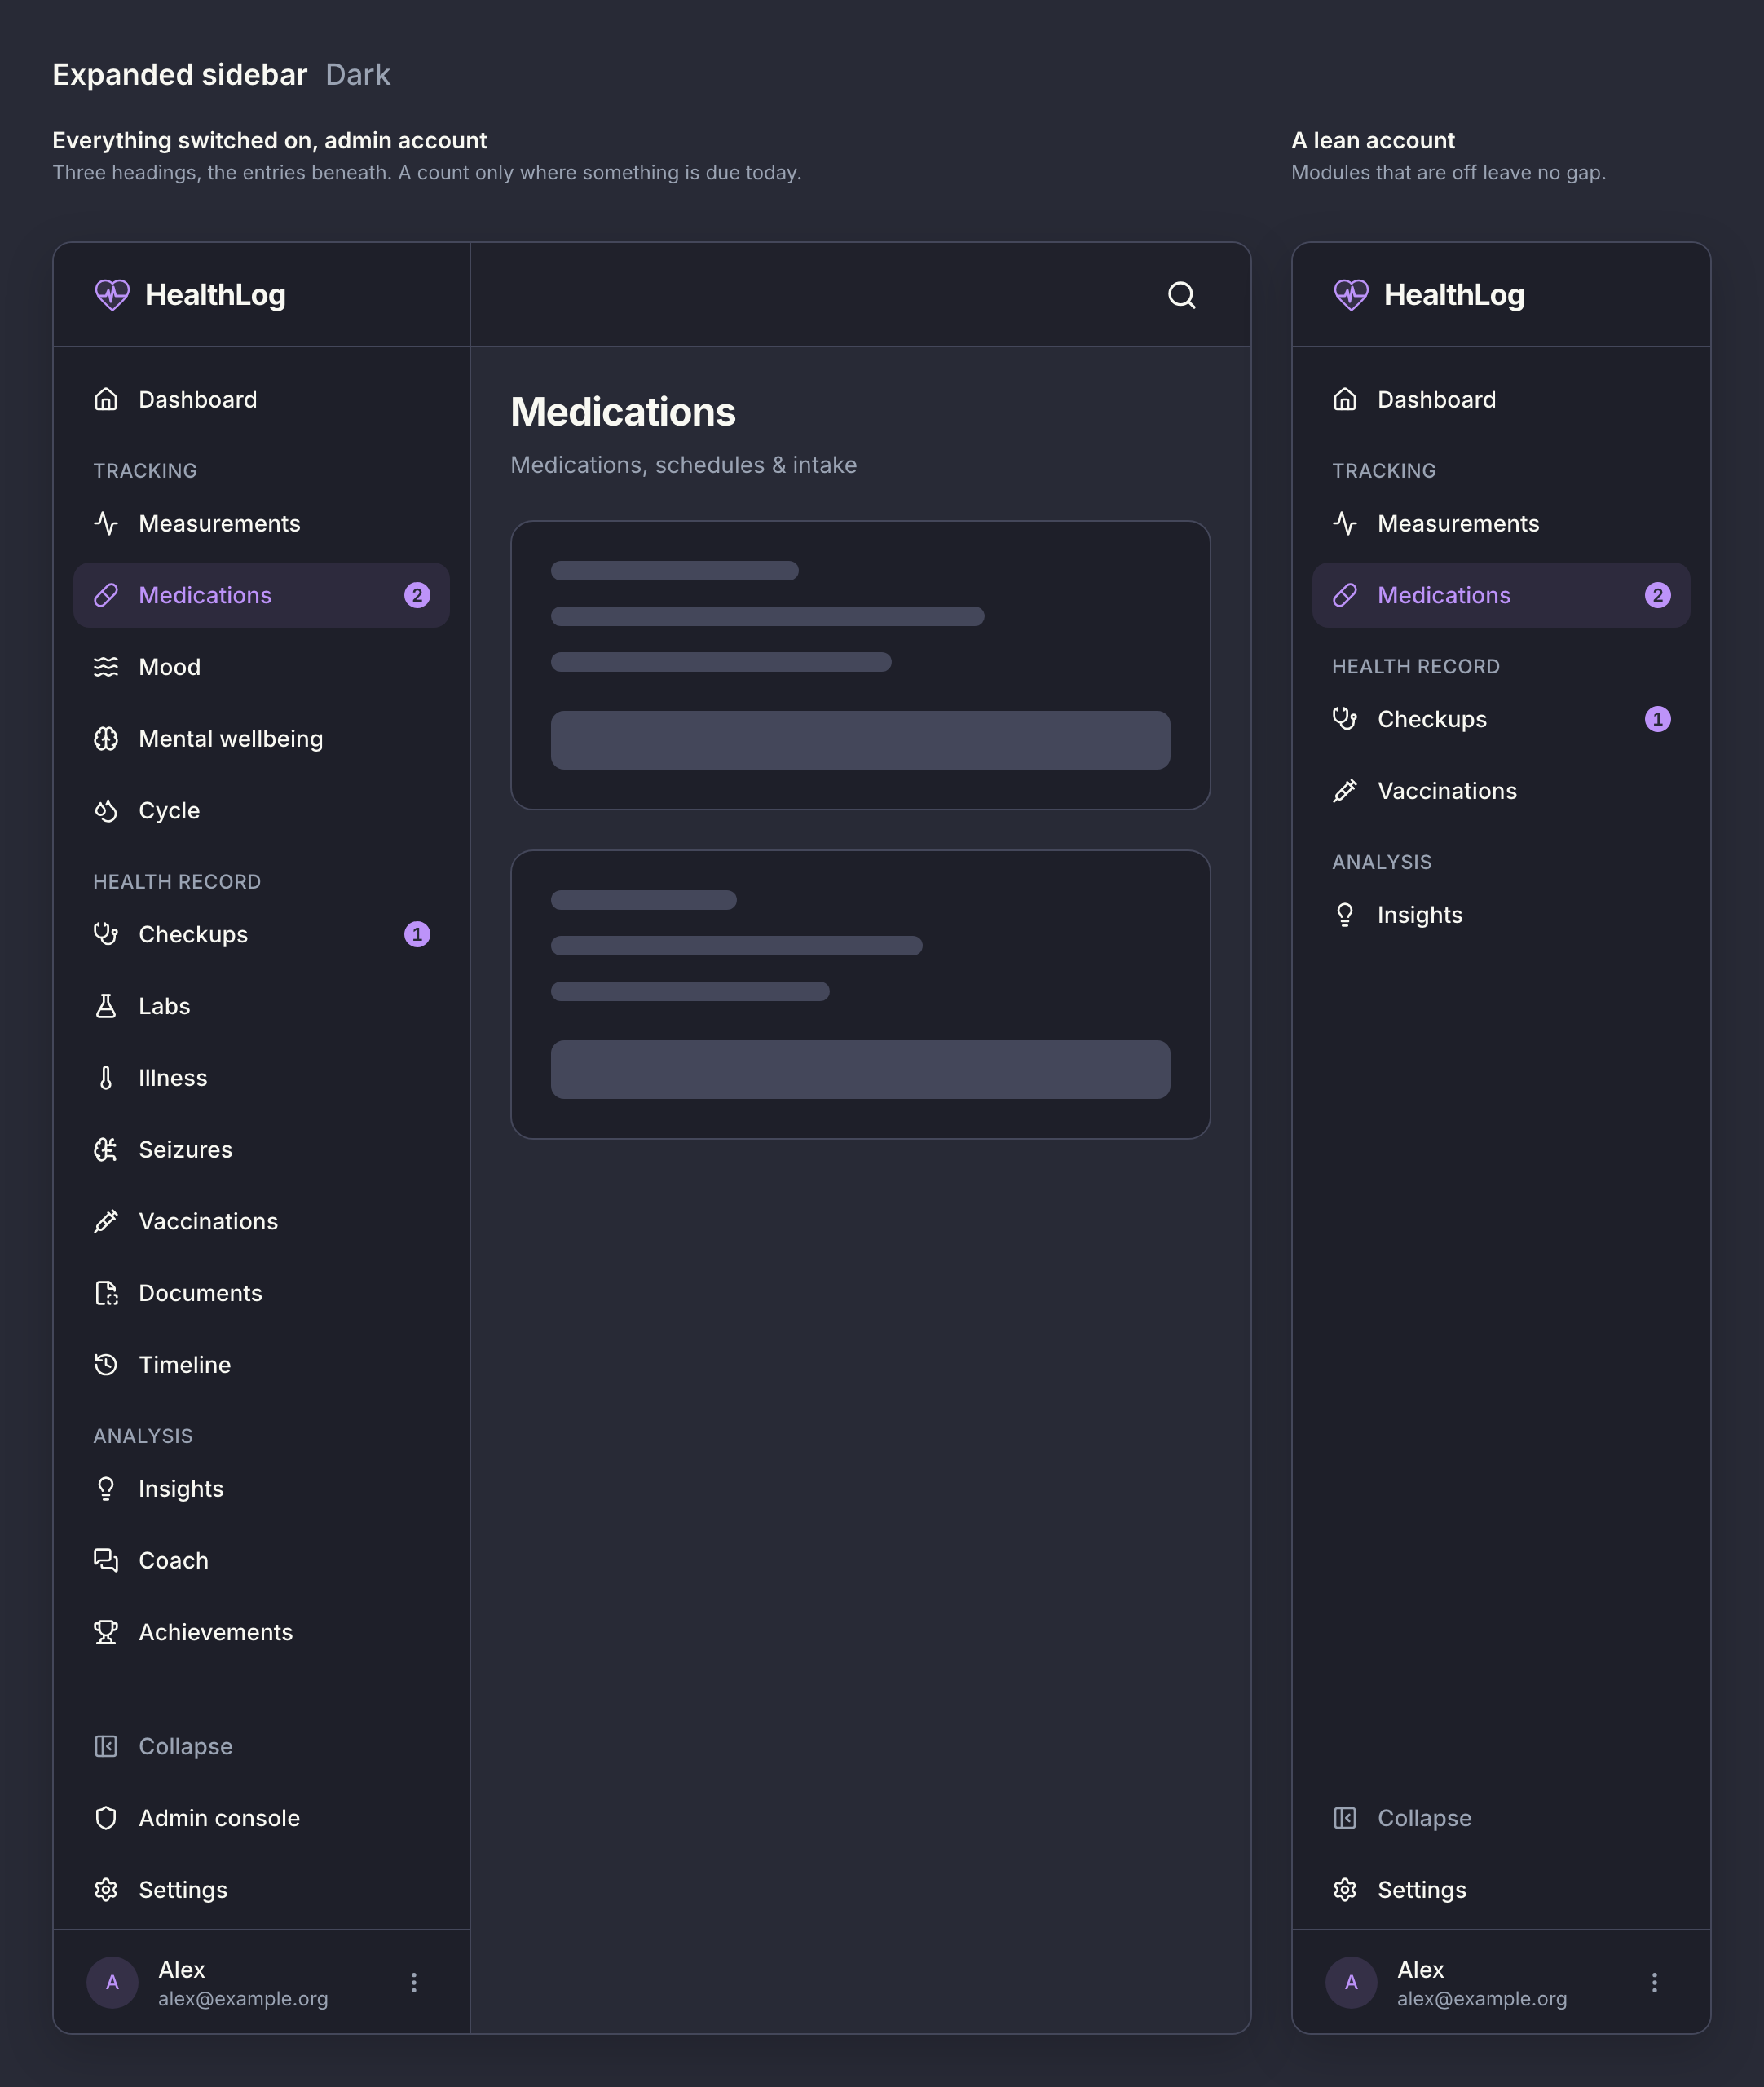 Expanded sidebar Dark
Everything switched on, admin account
Three headings, the entries beneath. A count only where something is due today.
HealthLog
Dashboard
TRACKING
Measurements
Medications 2
Mood
Mental wellbeing
Cycle
HEALTH RECORD
Checkups 1
Labs
Illness
Seizures
Vaccinations
Documents
Timeline
ANALYSIS
Insights
Coach
Achievements
Collapse
Admin console
Settings
A
Alex
alex@example.org
Medications
Medications, schedules & intake
A lean account
Modules that are off leave no gap.
HealthLog
Dashboard
TRACKING
Measurements
Medications 2
HEALTH RECORD
Checkups 1
Vaccinations
ANALYSIS
Insights
Collapse
Settings
A
Alex
alex@example.org